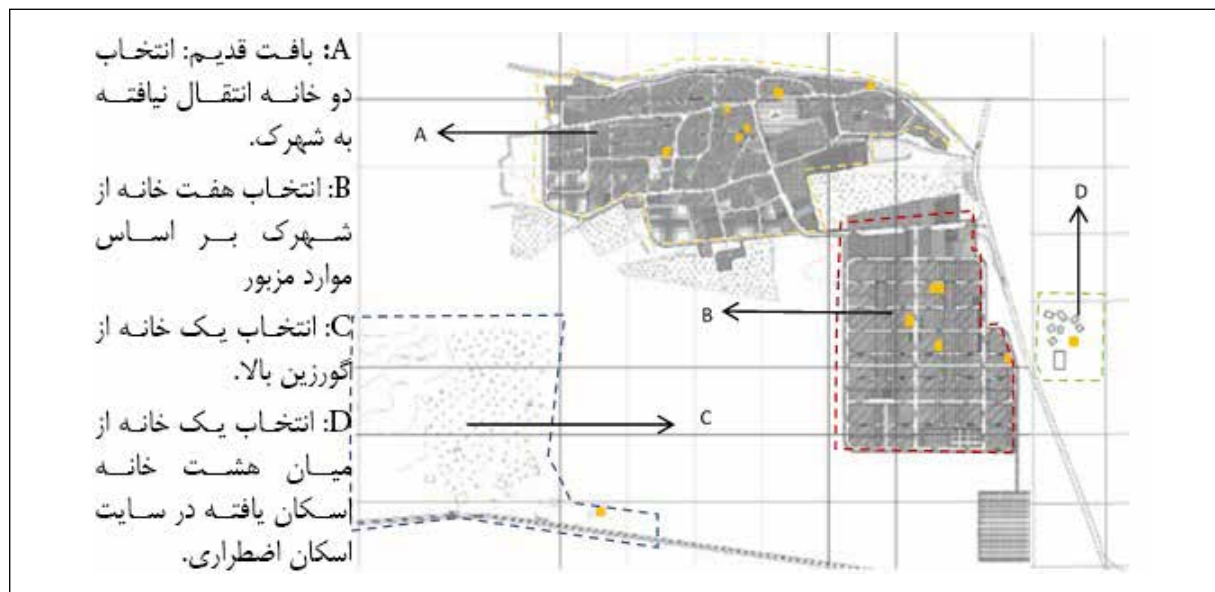 A: بافت قدیم: انتخاب
دو خانه انتقال نیافته
به شهرک.
B: انتخاب هفت خانه از
شهرک بر اساس
موارد مزبور
C: انتخاب یک خانه از
گورزین بالا.
D: انتخاب یک خانه از
میان هشت خانه
اسکان یافته در سایت
اسکان اضطراری.
A
D
B
C